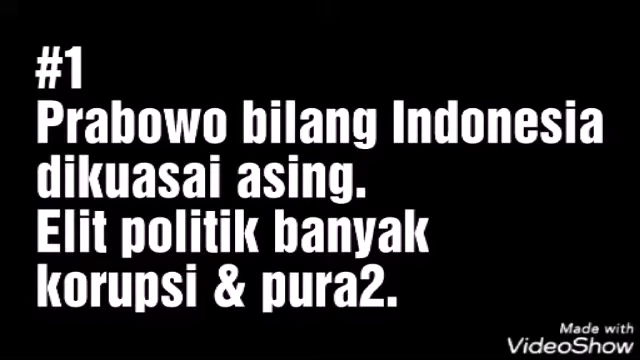 #1
Prabowo bilang Indonesia
dikuasai asing.
Elit politik banyak
korupsi & pura2.
Made with
VideoShow